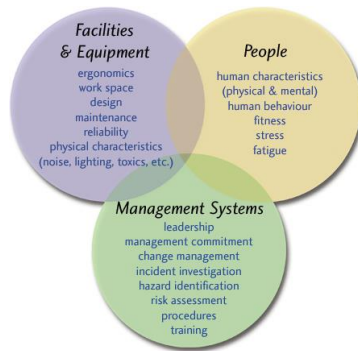 Facilities
& Equipment
ergonomics
work space
design
maintenance
reliability
physical characteristics
(noise, lighting, toxics, etc.)
People
human characteristics
(physical & mental)
human behaviour
fitness
stress
fatigue
Management Systems
leadership
management commitment
change management
incident investigation
hazard identification
risk assessment
procedures
training